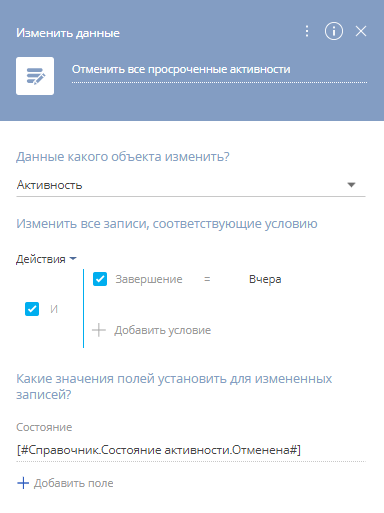 Изменить данные
Отменить все просроченные активности
Данные какого объекта изменить?
Активность
Изменить все записи, соответствующие условию
Действия
Завершение = Вчера
И
Добавить условие
Какие значения полей установить для измененных
записей?
Состояние
[#Справочник.Состояние активности.Отменена#]
Добавить поле